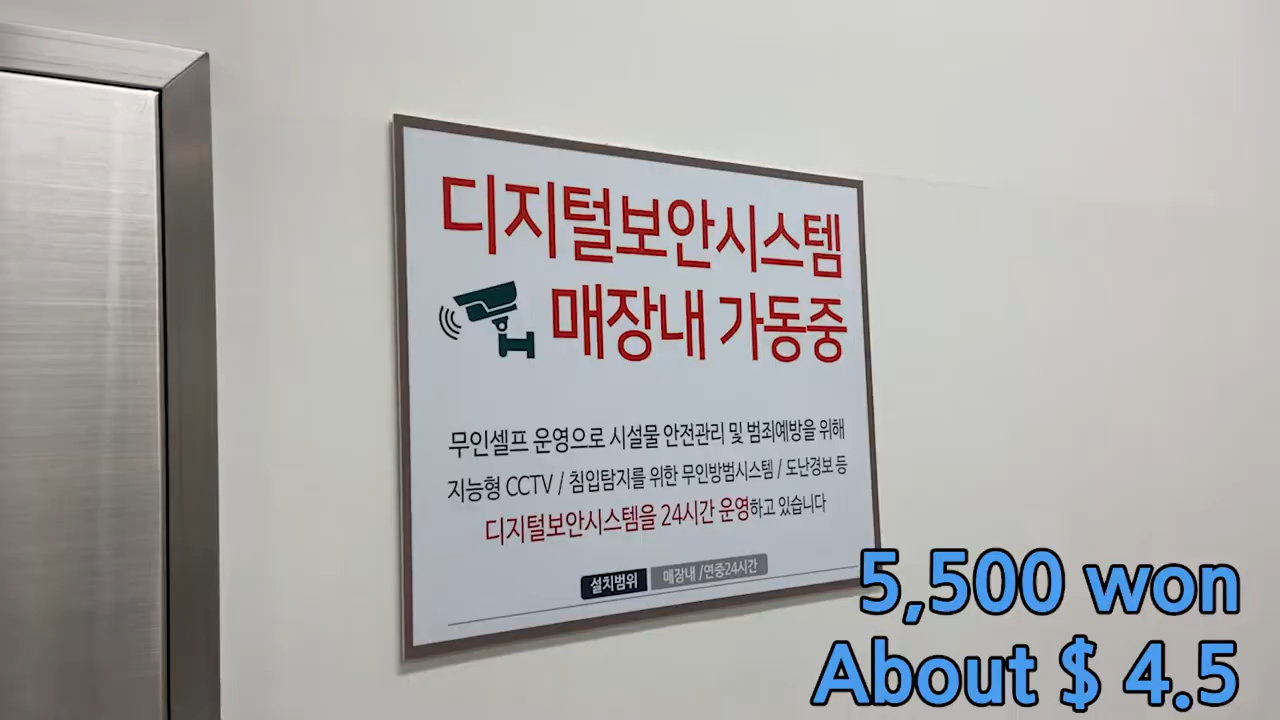 디지털보안시스템
매장내 가동중
무인셀프 운영으로 시설물 안전관리 및 범죄예방을 위해
지능형 CCTV / 침입탐지를 위한 무인방범시스템 / 도난경보 등
디지털보안시스템을 24시간 운영하고 있습니다
설치범위 매장내 /연중24시간
5,500 won
About $ 4.5